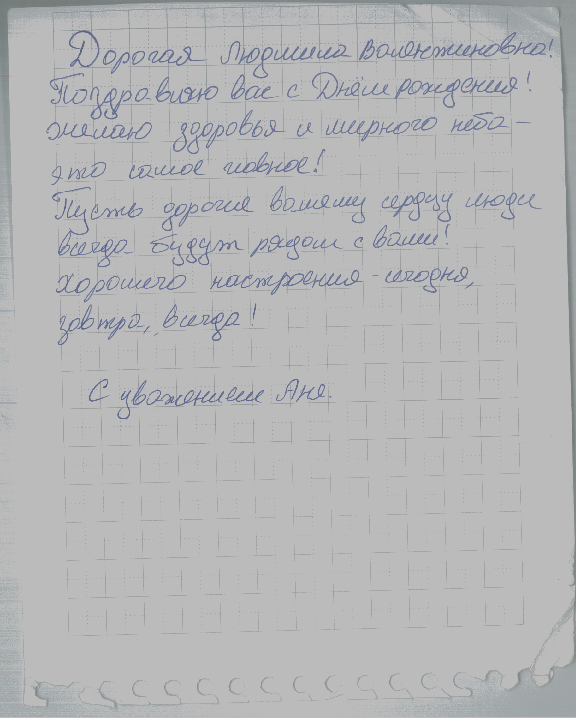 Дорогая Людмила Валентиновна!
Поздравляю вас с Днём рождения!
Желаю здоровья и мирного неба -
это самое главное!
Пусть дорогие вашему сердцу люди
всегда будут рядом с вами!
Хорошего настроения - сегодня,
завтра, всегда!
С уважением Аня.